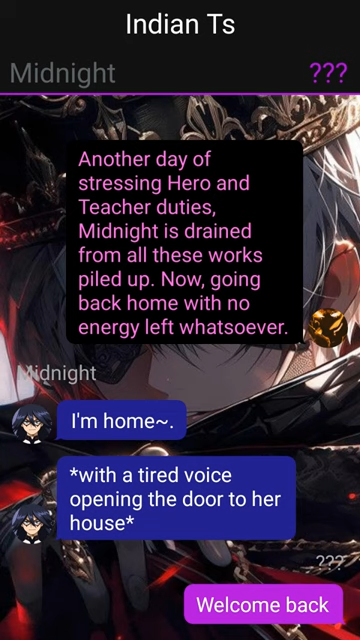 Indian Ts
Midnight
???
Another day of
stressing Hero and
Teacher duties,
Midnight is drained
from all these works
piled up. Now, going
back home with no
energy left whatsoever.
Midnight
I'm home~.
*with a tired voice
opening the door to her
house*
???
Welcome back